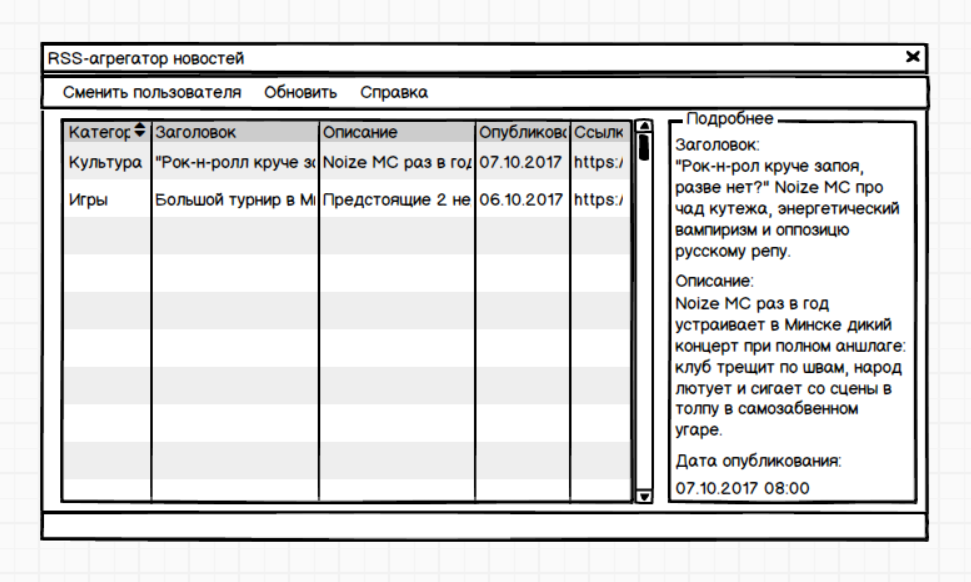 RSS-агрегатор новостей
Сменить пользователя Обновить Справка
Категор Заголовок Описание Опубликов Ссылк
Культура "Рок-н-ролл круче з Noize MC раз в год 07.10.2017 https:/
Игры Большой турнир в М Предстоящие 2 не 06.10.2017 https:/
Подробнее
Заголовок:
"Рок-н-рол круче запоя,
разве нет?" Noize MC про
чад кутежа, энергетический
вампиризм и оппозицю
русскому репу.
Описание:
Noize MC раз в год
устраивает в Минске дикий
концерт при полном аншлаге:
клуб трещит по швам, народ
лютует и сигает со сцены в
толпу в самозабвенном
угаре.
Дата опубликования:
07.10.2017 08:00